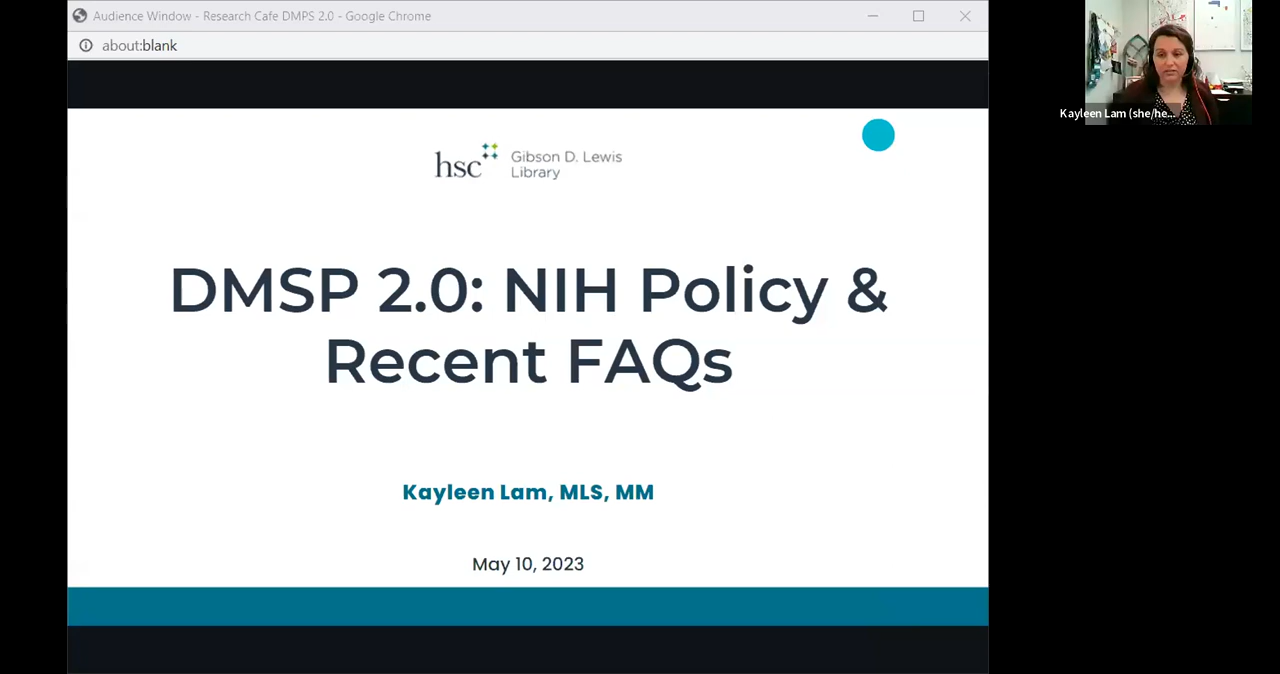 Audience Window - Research Cafe DMPS 2.0 - Google Chrome
about:blank
Kayleen Lam (she/he...
hsc
Gibson D. Lewis
Library
DMSP 2.0: NIH Policy &
Recent FAQs
Kayleen Lam, MLS, MM
May 10, 2023